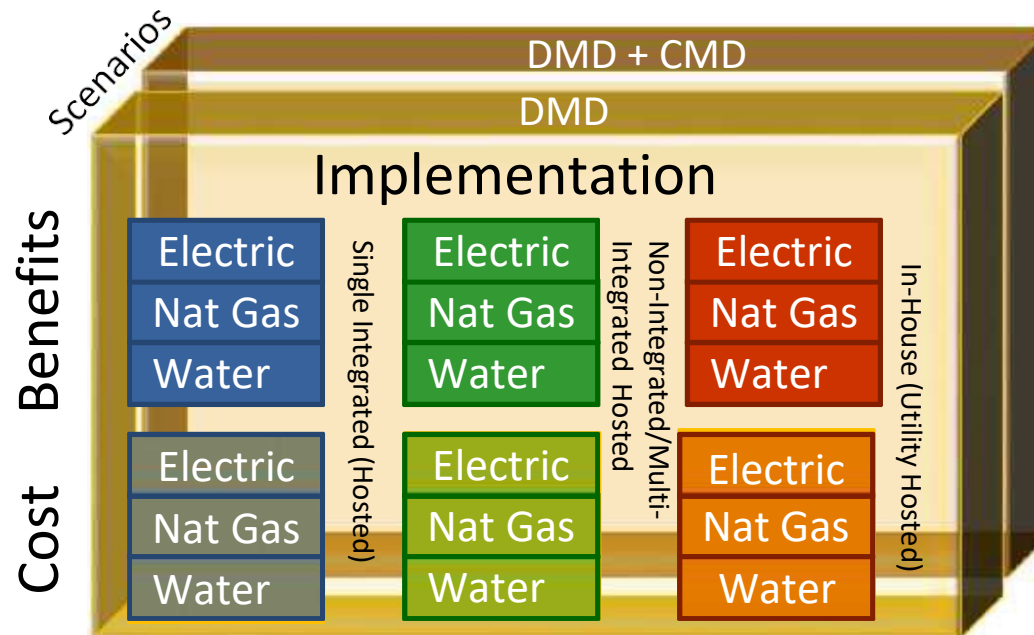 Scenarios
DMD + CMD
DMD
Implementation
Benefits
Electric
Nat Gas
Water
Single Integrated (Hosted)
Electric
Nat Gas
Water
Non-Integrated/Multi-
Integrated Hosted
Electric
Nat Gas
Water
In-House (Utility Hosted)
Cost
Electric
Nat Gas
Water
Electric
Nat Gas
Water
Electric
Nat Gas
Water